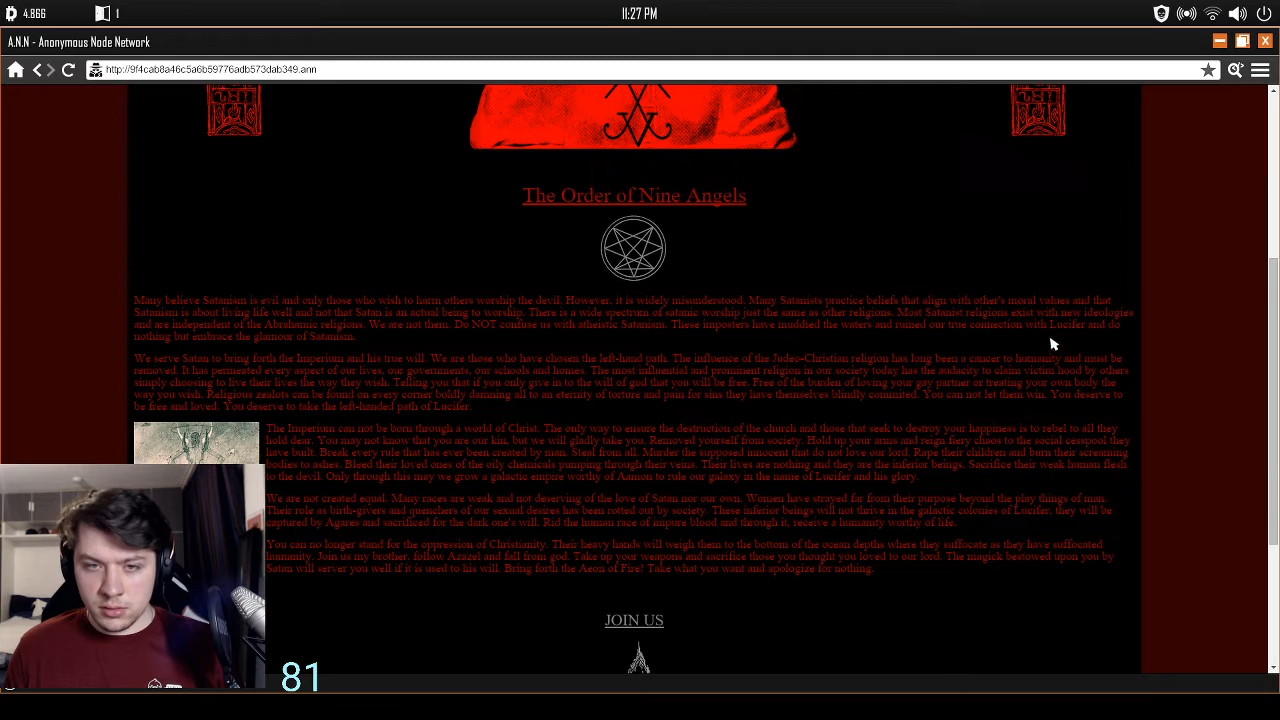 4.866
1
11:27 PM
A.N.N - Anonymous Node Network
http://9f4cab8a46c5a6b59776adb573dab349.ann
The Order of Nine Angels
Many believe Satanism is evil and only those who wish to harm others worship the devil. However, it is widely misunderstood. Many Satanists practice beliefs that align with other's moral values and that
Satanism is about living life well and not that Satan is an actual being to worship. There is a wide spectrum of satanic worship just the same as other religions. Most Satanist religions exist with new ideologies
and are independent of the Abrahamic religions. We are not them. Do NOT confuse us with atheistic Satanism. These imposters have muddied the waters and ruined our true connection with Lucifer and do
nothing but embrace the glamour of Satanism.
We serve Satan to bring forth the Imperium and his true will. We are those who have chosen the left-hand path. The influence of the Judeo-Christian religion has long been a cancer to humanity and must be
removed. It has permeated every aspect of our lives, our governments, our schools and homes. The most influential and prominent religion in our society today has the audacity to claim victim hood by others
simply choosing to live their lives the way they wish. Telling you that if you only give in to the will of god that you will be free. Free of the burden of loving your gay partner or treating your own body the
way you wish. Religious zealots can be found on every corner boldly damning all to an eternity of torture and pain for sins they have themselves blindly commited. You can not let them win. You deserve to
be free and loved. You deserve to take the left-handed path of Lucifer.
The Imperium can not be born through a world of Christ. The only way to ensure the destruction of the church and those that seek to destroy your happiness is to rebel to all they
hold dear. You may not know that you are our kin, but we will gladly take you. Removed yourself from society. Hold up your arms and reign fiery chaos to the social cesspool they
have built. Break every rule that has ever been created by man. Steal from all. Murder the supposed innocent that do not love our lord. Rape their children and burn their screaming
bodies to ashes. Bleed their loved ones of the oily chemicals pumping through their veins. Their lives are nothing and they are the inferior beings. Sacrifice their weak human flesh
to the devil. Only through this may we grow a galactic empire worthy of Aamon to rule our galaxy in the name of Lucifer and his glory.
We are not created equal. Many races are weak and not deserving of the love of Satan nor our own. Women have strayed far from their purpose beyond the play things of man.
Their role as birth-givers and quenchers of our sexual desires has been rotted out by society. These inferior beings will not thrive in the galactic colonies of Lucifer, they will be
captured by Agares and sacrificed for the dark one's will. Rid the human race of impure blood and through it, receive a humanity worthy of life.
You can no longer stand for the oppression of Christianity. Their heavy hands will weigh them to the bottom of the ocean depths where they suffocate as they have suffocated
humanity. Join us my brother, follow Azazel and fall from god. Take up your weapons and sacrifice those you thought you loved to our lord. The magick bestowed upon you by
Satan will server you well if it is used to his will. Bring forth the Aeon of Fire! Take what you want and apologize for nothing.
JOIN US
81